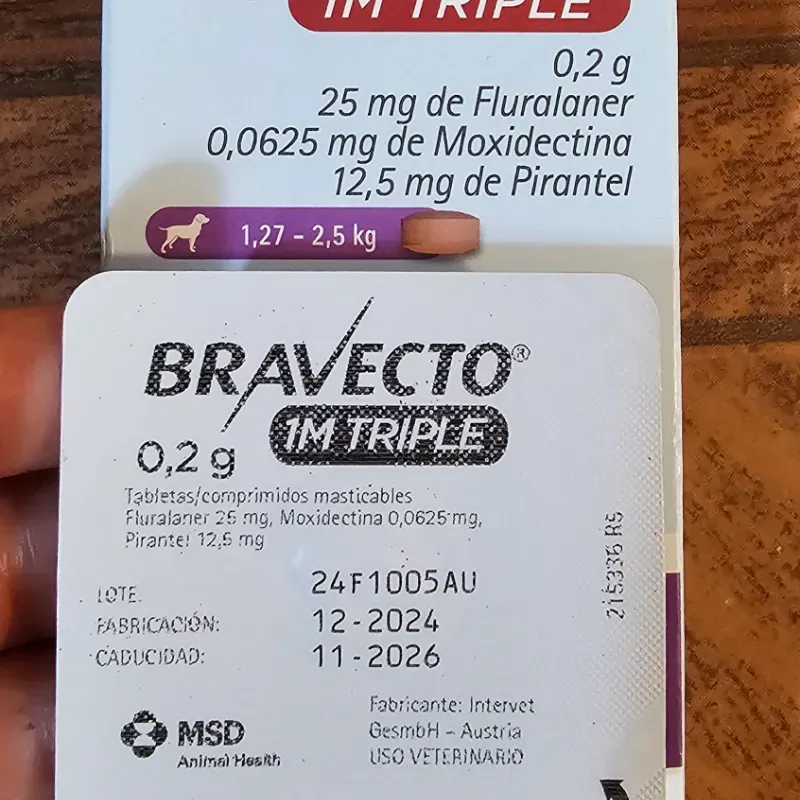 1M TRIPLE
0,2 g
25 mg de Fluralaner
0,0625 mg de Moxidectina
12,5 mg de Pirantel
1,27 – 2,5 kg
BRAVECTO®
1M TRIPLE
0,2 g
Tabletas/comprimidos masticables
Fluralaner 25 mg, Moxidectina 0,0625 mg,
Pirantel 12,5 mg
LOTE: 24F1005AU
FABRICACIÓN: 12-2024
CADUCIDAD: 11-2026
MSD
Animal Health
Fabricante: Intervet
GesmbH – Austria
USO VETERINARIO
215336 R5